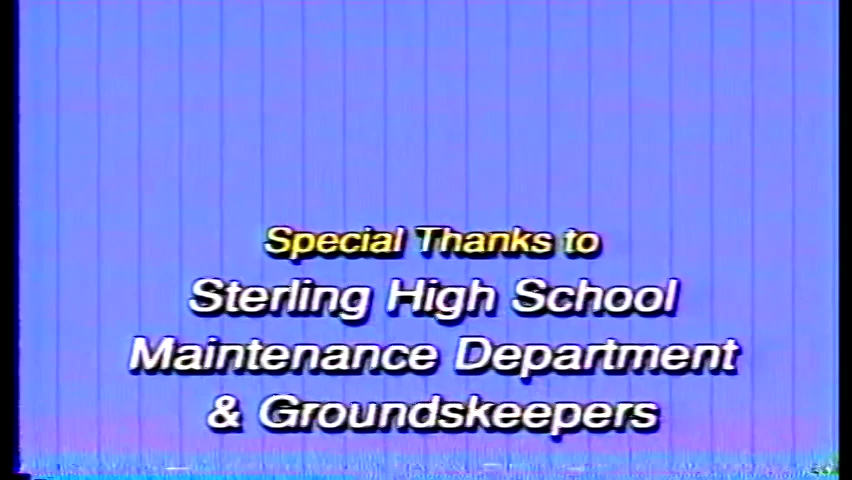 Special Thanks to
Sterling High School
Maintenance Department
& Groundskeepers